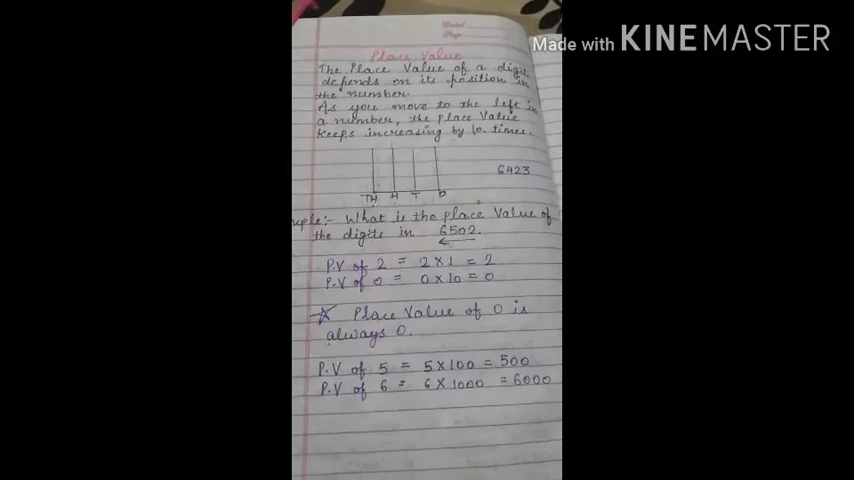 Made with KINEMASTER
Date
Page
Place Value
The Place Value of a digit
depends on its position in
the number.
As you move to the left in
a number, the place Value
keeps increasing by 10. times.
6423
TH H T O
mple:- What is the place Value of
the digits in 6502.
P.V of 2 = 2 × 1 = 2
P.V of 0 = 0 × 10 = 0
Place Value of 0 is
always 0.
P.V of 5 = 5 × 100 = 500
P.V of 6 = 6 × 1000 = 6000